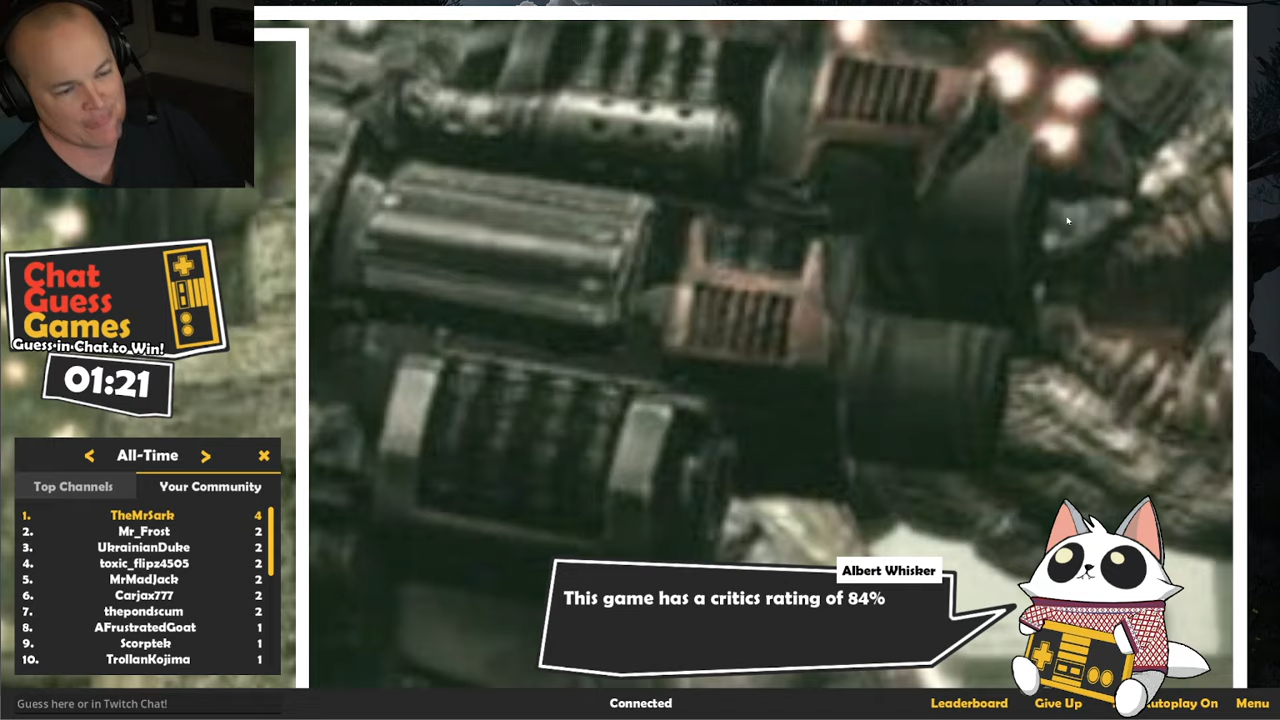 Chat
Guess
Games
Guess in Chat to Win!
01:21
< All-Time > ×
Top Channels Your Community
1. TheMrSark 4
2. Mr_Frost 2
3. UkrainianDuke 2
4. toxic_flipz4505 2
5. MrMadJack 2
6. Carjax777 2
7. thepondscum 2
8. AFrustratedGoat 1
9. Scorptek 1
10. TrollanKojima 1
Albert Whisker
This game has a critics rating of 84%
Guess here or in Twitch Chat!
Connected
Leaderboard
Give Up
utoplay On
Menu